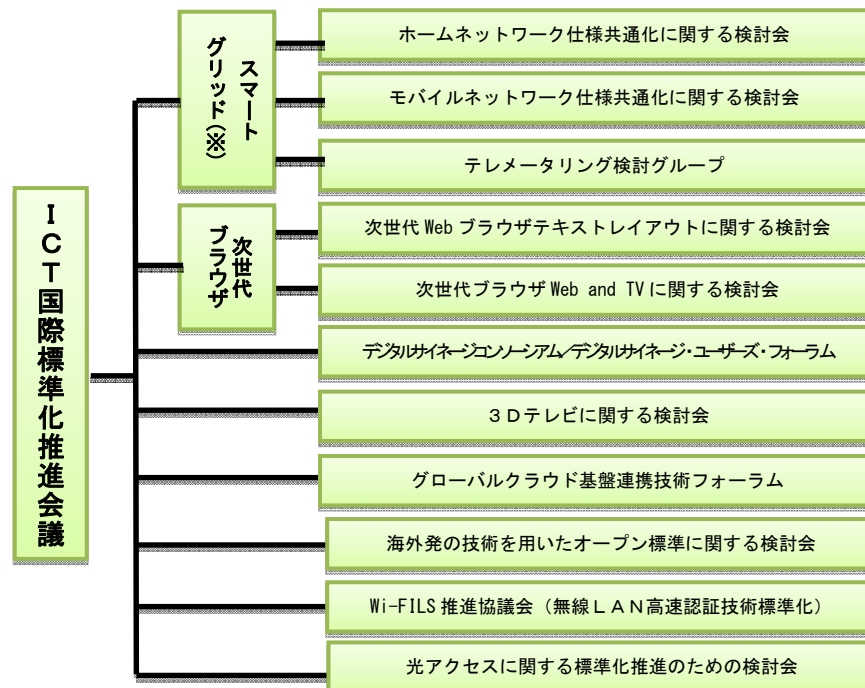 ICT国際標準化推進会議
スマート
グリッド(※)
ホームネットワーク仕様共通化に関する検討会
モバイルネットワーク仕様共通化に関する検討会
テレメータリング検討グループ
次世代
ブラウザ
次世代 Web ブラウザテキストレイアウトに関する検討会
次世代ブラウザ Web and TV に関する検討会
デジタルサイネージコンソーシアム/デジタルサイネージ・ユーザーズ・フォーラム
３Ｄテレビに関する検討会
グローバルクラウド基盤連携技術フォーラム
海外発の技術を用いたオープン標準に関する検討会
Wi-FILS 推進協議会（無線ＬＡＮ高速認証技術標準化）
光アクセスに関する標準化推進のための検討会